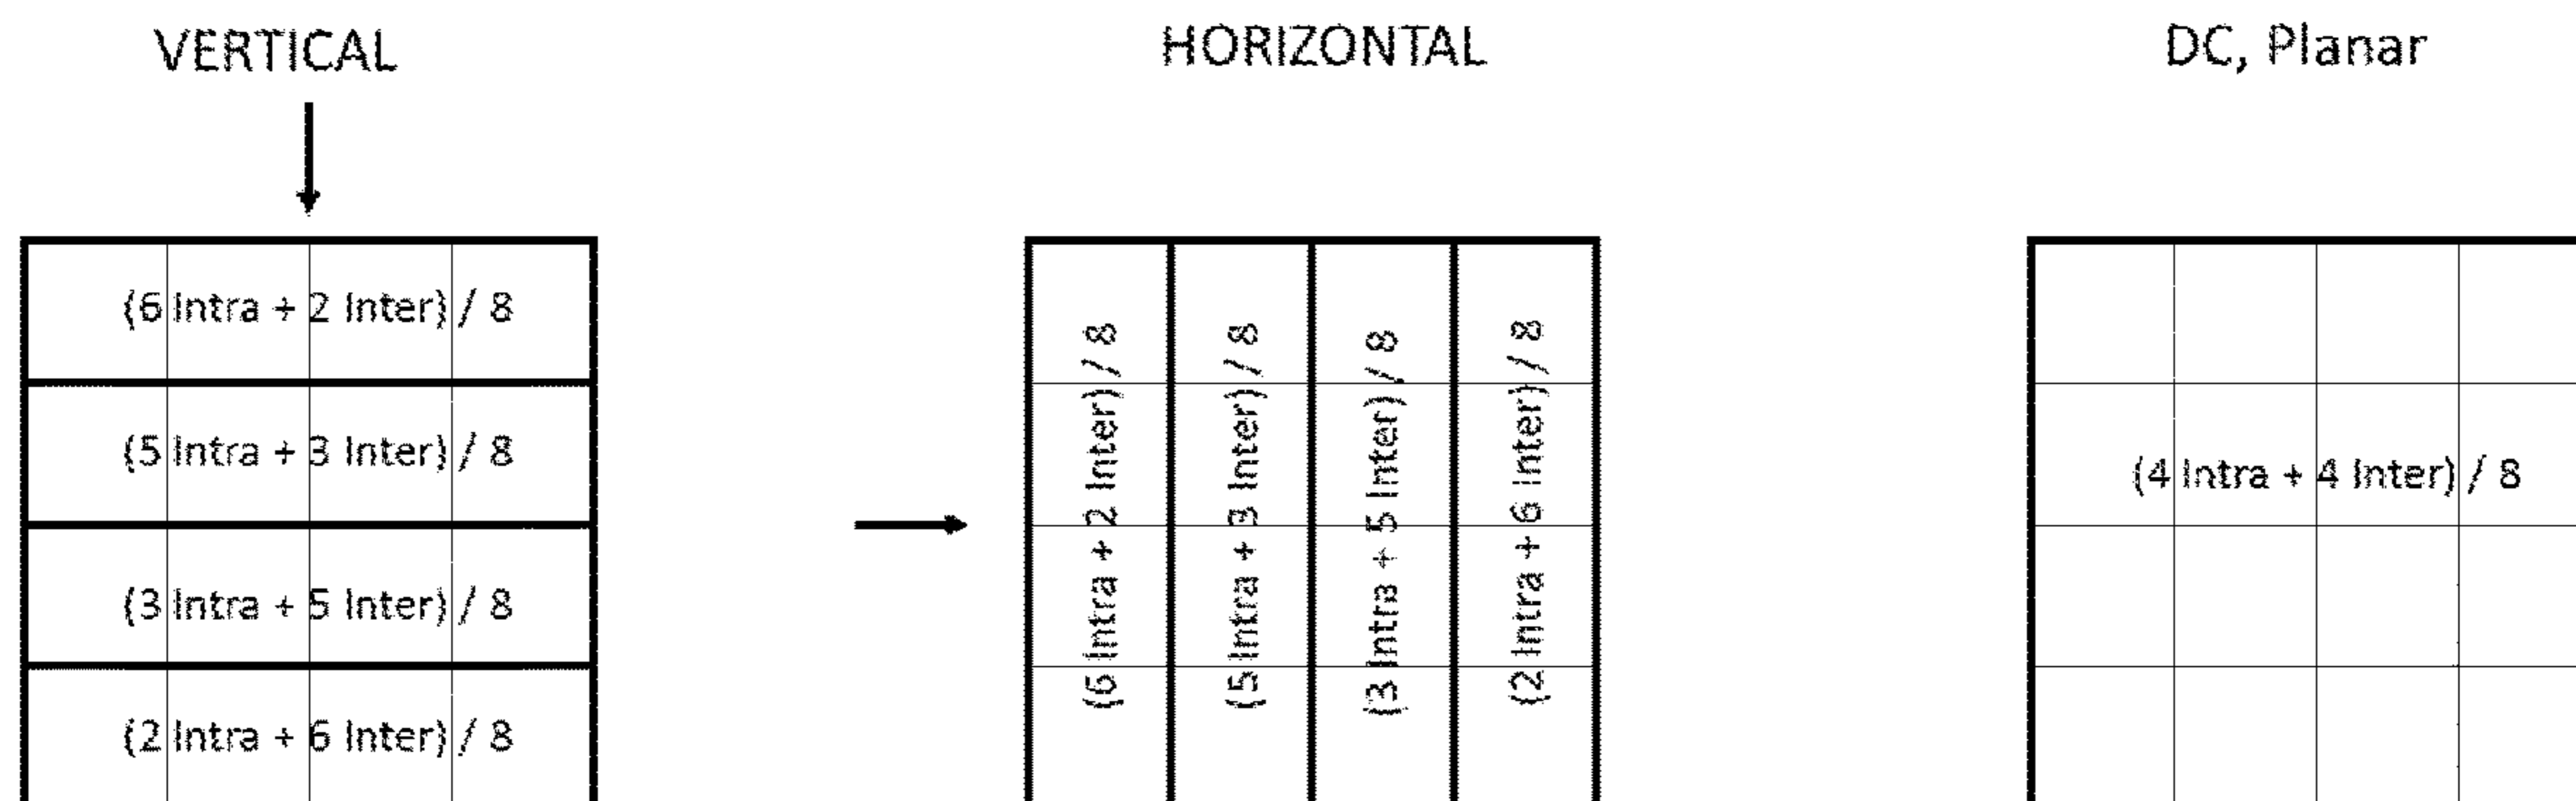 VERTICAL
(6 Intra + 2 Inter) / 8
(5 Intra + 3 Inter) / 8
(3 Intra + 5 Inter) / 8
(2 Intra + 6 Inter) / 8
HORIZONTAL
(6 Intra + 2 Inter) / 8
(5 Intra + 3 Inter) / 8
(3 Intra + 5 Inter) / 8
(2 Intra + 6 Inter) / 8
DC, Planar
(4 Intra + 4 Inter) / 8